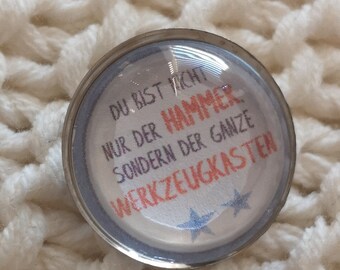 DU BIST NICHT
NUR DER HAMMER
SONDERN DER GANZE
WERKZEUGKASTEN